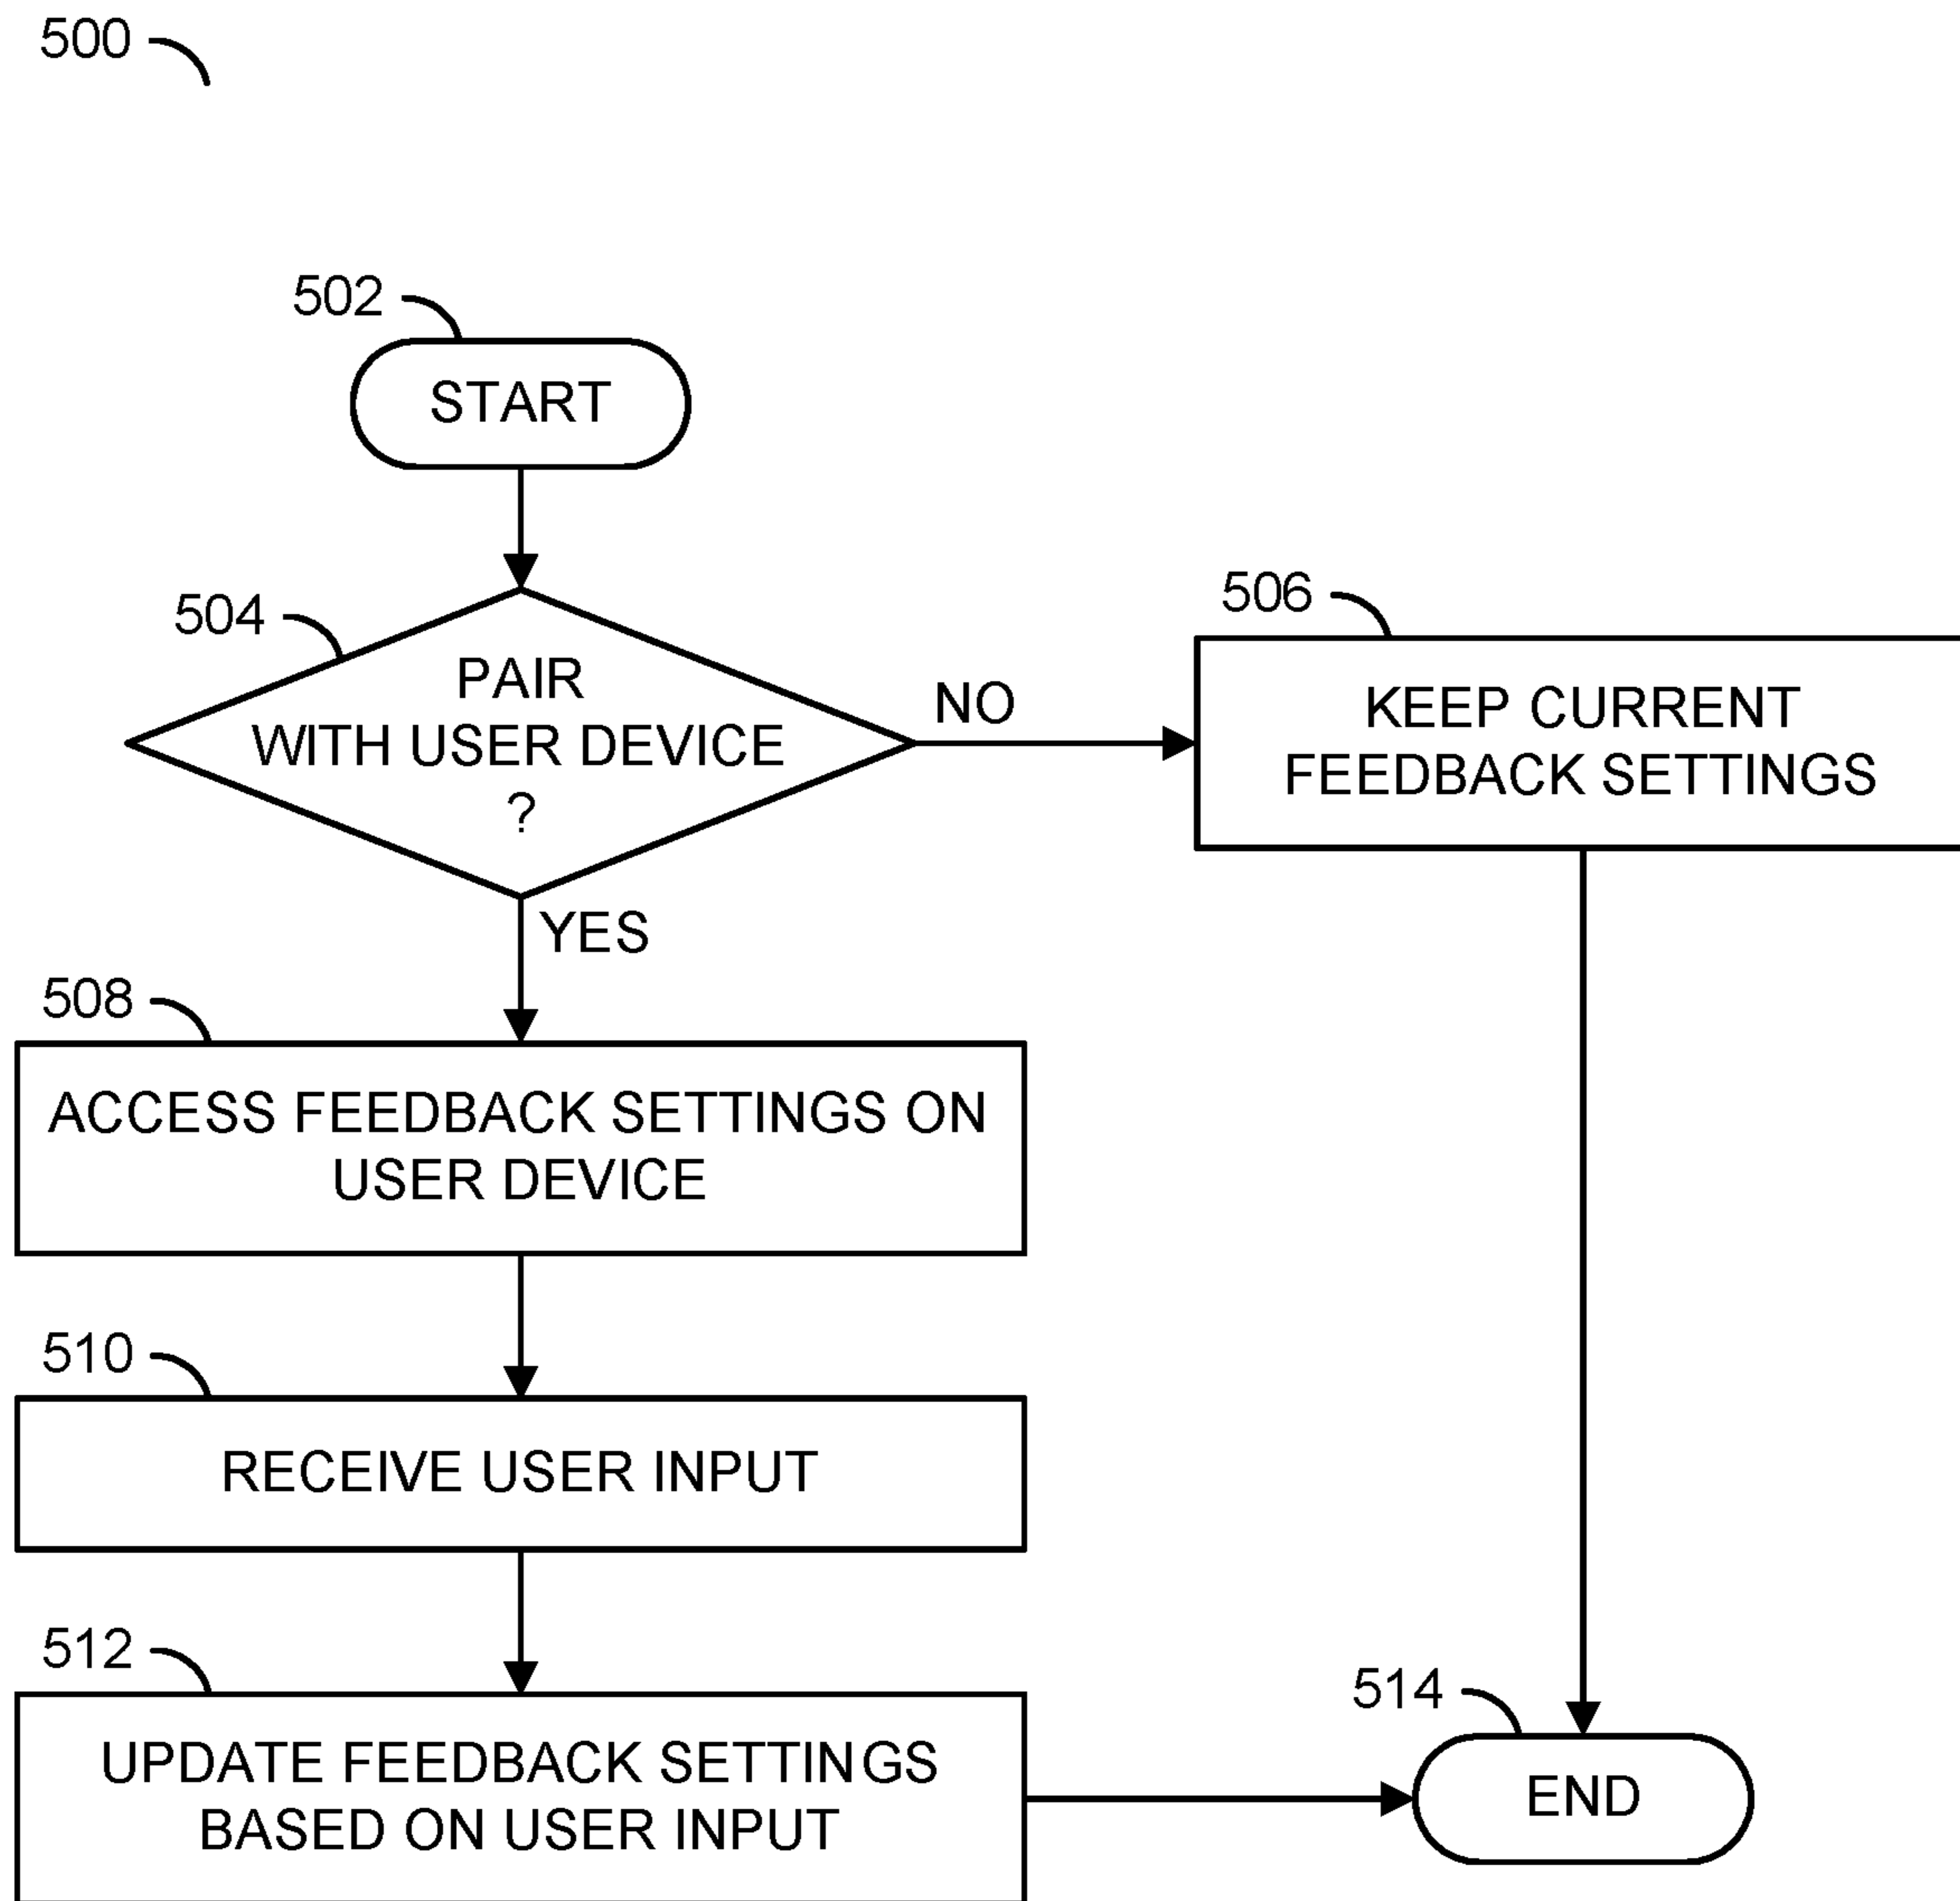 500
502
START
504
PAIR
WITH USER DEVICE
?
NO
506
KEEP CURRENT
FEEDBACK SETTINGS
YES
508
ACCESS FEEDBACK SETTINGS ON
USER DEVICE
510
RECEIVE USER INPUT
512
UPDATE FEEDBACK SETTINGS
BASED ON USER INPUT
514
END